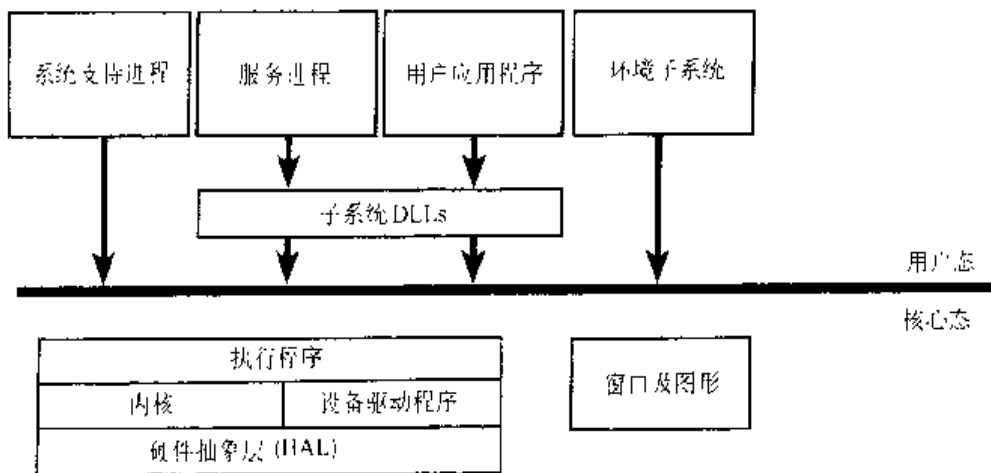 系统支持进程
服务进程
用户应用程序
环境子系统
子系统DLLs
用户态
核心态
执行程序
内核
设备驱动程序
硬件抽象层 (HAL)
窗口及图形